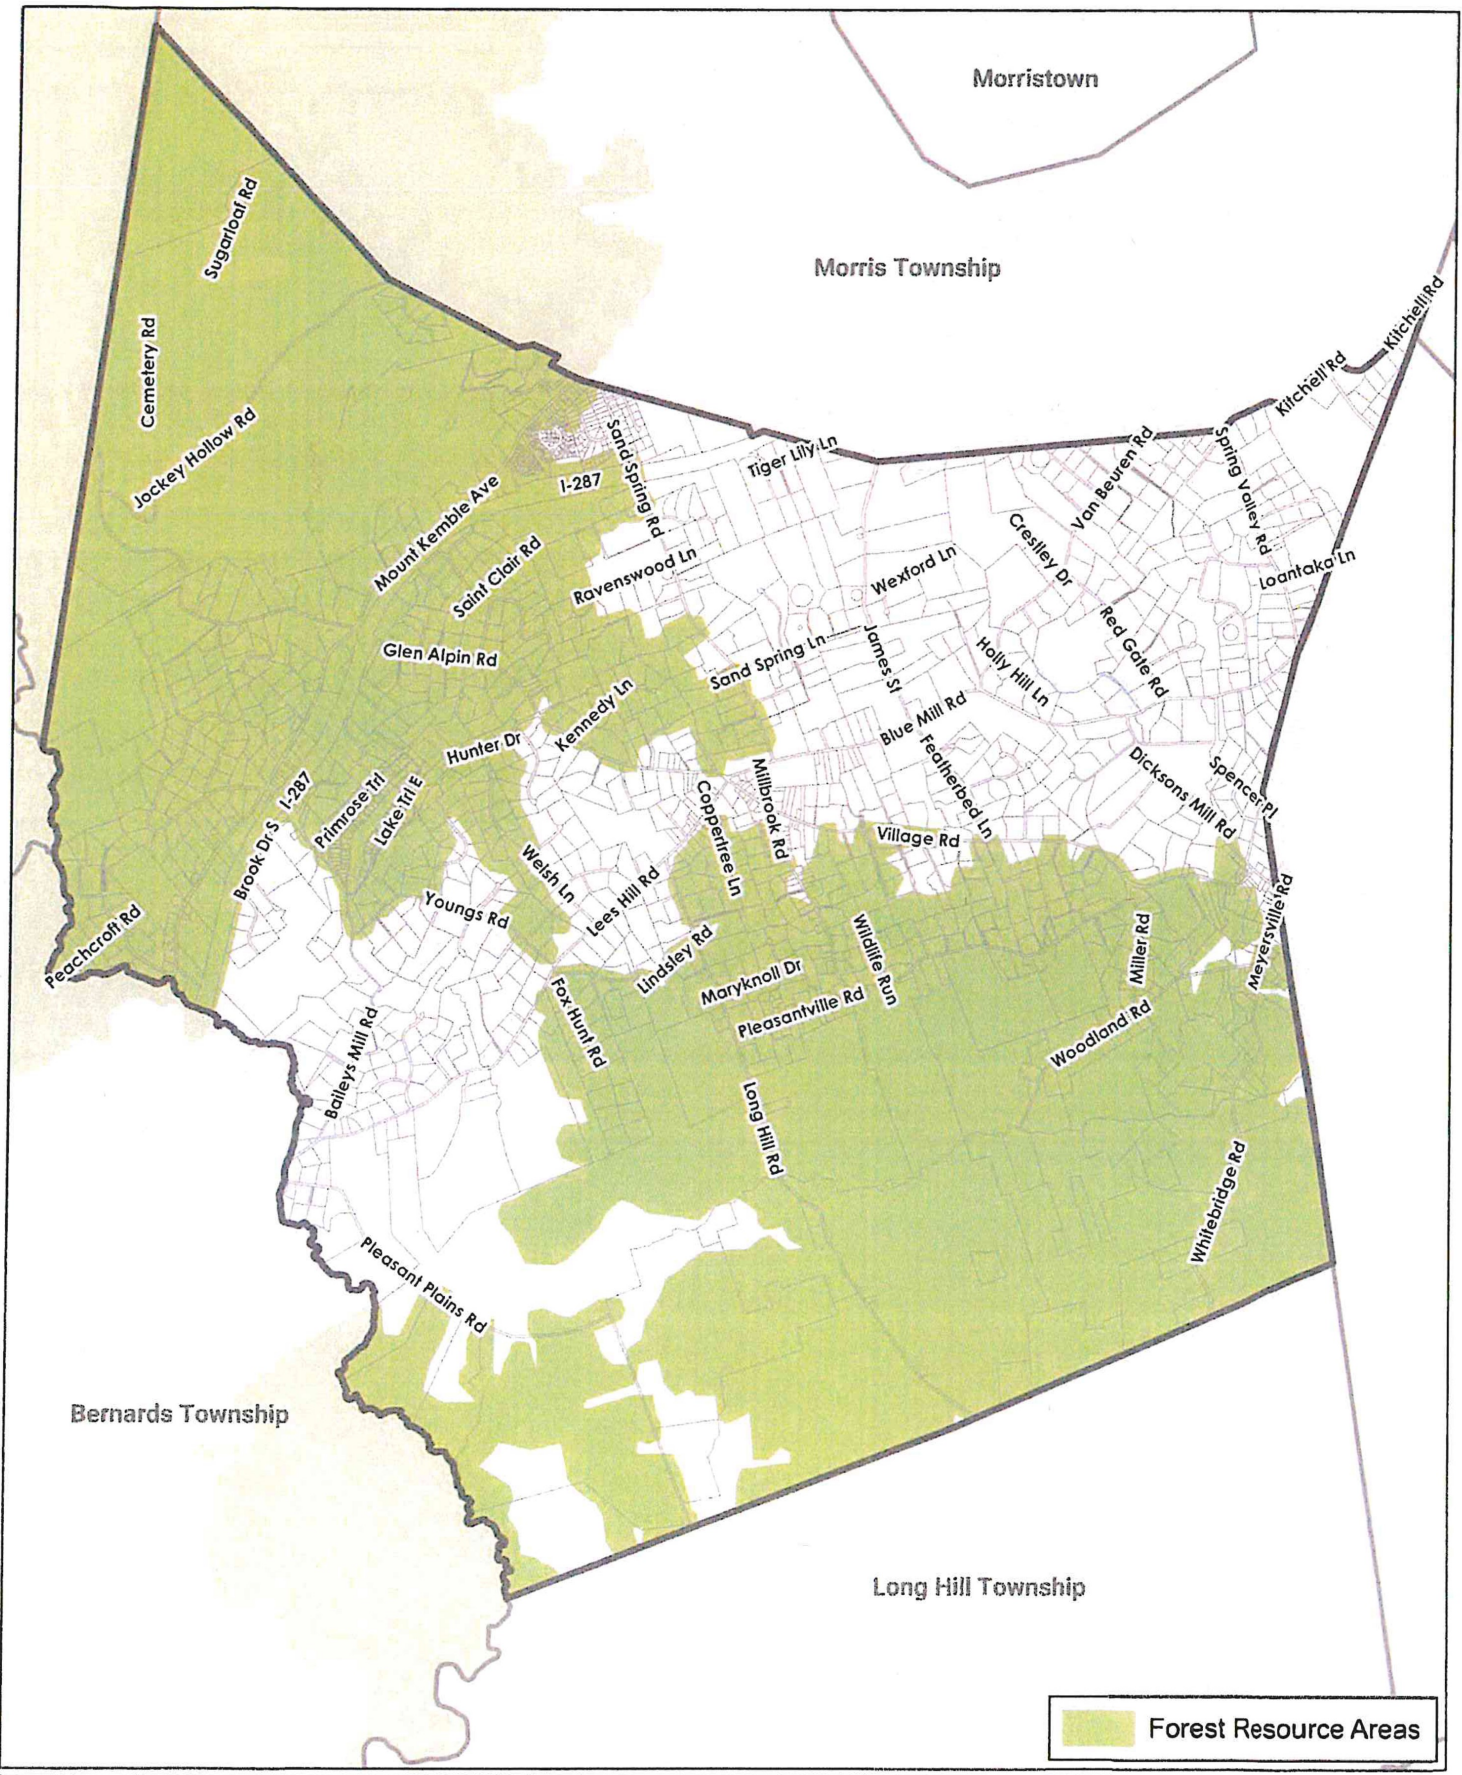 Morristown
Morris Township
Sugarloaf Rd
Kitchell Rd
Cemetery Rd
Kitchell Rd
Jockey Hollow Rd
Sand Spring Rd
Tiger Lily Ln
Van Beuren Rd
Spring Valley Rd
I-287
Mount Kemble Ave
Saint Clair Rd
Ravenswood Ln
Wexford Ln
Crestley Dr
Loantaka Ln
Glen Alpin Rd
Sand Spring Ln
James St
Red Gate Rd
Holly Hill Ln
Kennedy Ln
Hunter Dr
Blue Mill Rd
I-287
Primrose Trl
Lake Trl E
Coppertree Ln
Millbrook Rd
Featherbed Ln
Dicksons Mill Rd
Spencer Pl
Brook Dr S
Welsh Ln
Lees Hill Rd
Village Rd
Youngs Rd
Peachcroft Rd
Lindsley Rd
Wildlife Run
Miller Rd
Meyersville Rd
Maryknoll Dr
Pleasantville Rd
Fox Hunt Rd
Woodland Rd
Baileys Mill Rd
Long Hill Rd
Whitebridge Rd
Pleasant Plains Rd
Bernards Township
Long Hill Township
Forest Resource Areas